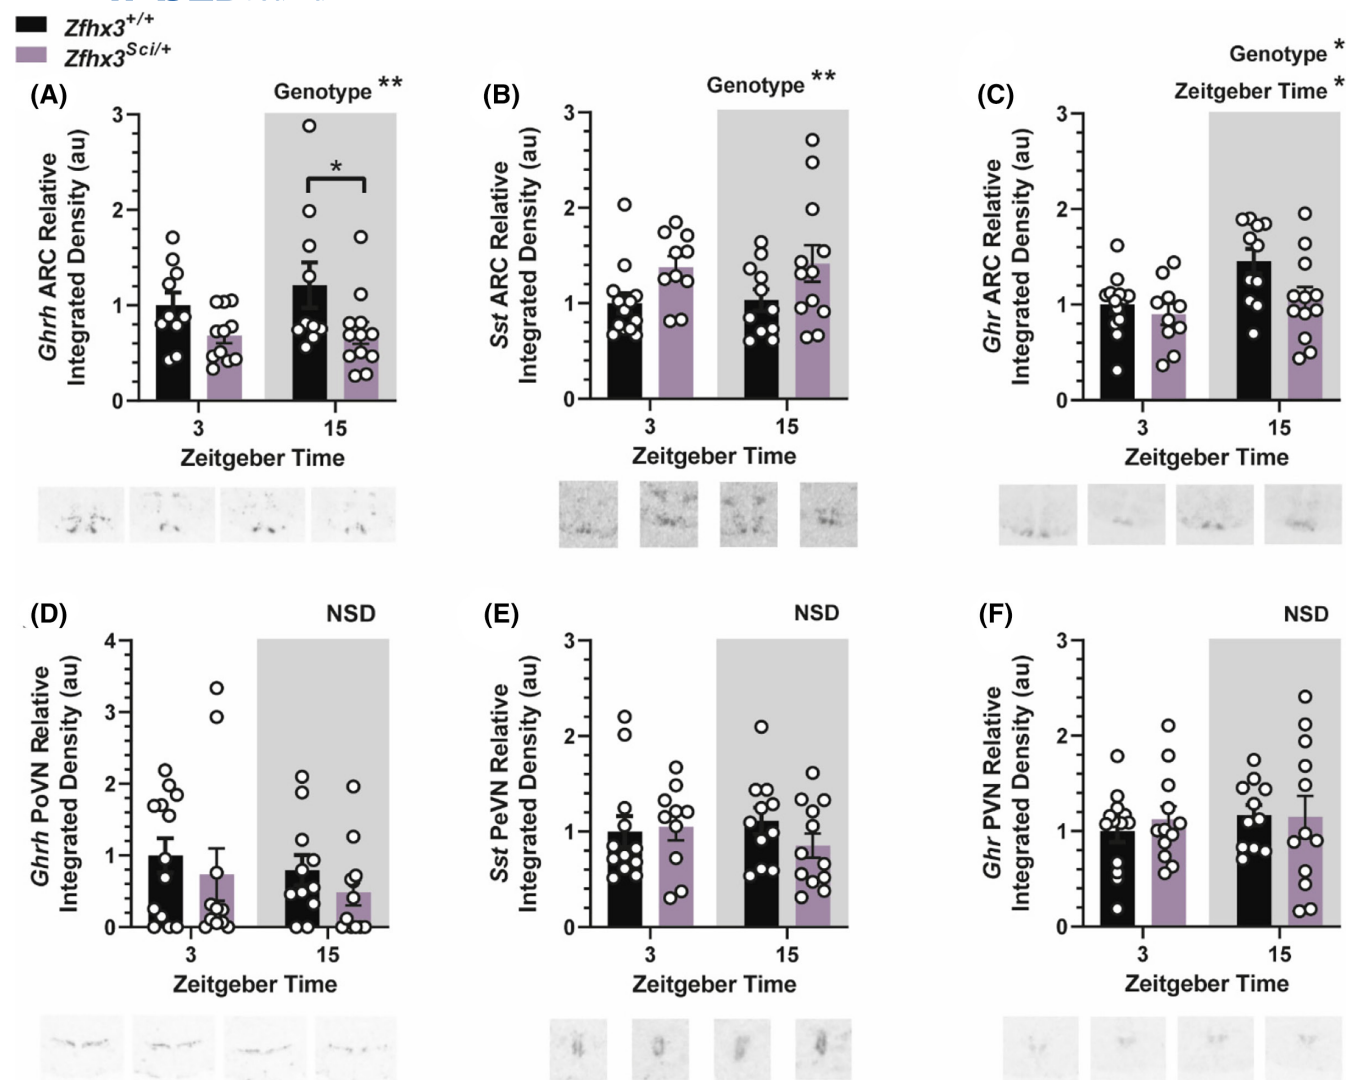 Zfhx3+/+
Zfhx3Sci/+
(A)
Genotype **
Ghrh ARC Relative
Integrated Density (au)
3
2
1
0
*
3
15
Zeitgeber Time
(B)
Genotype **
Sst ARC Relative
Integrated Density (au)
3
2
1
0
3
15
Zeitgeber Time
(C)
Genotype *
Zeitgeber Time *
Ghr ARC Relative
Integrated Density (au)
3
2
1
0
3
15
Zeitgeber Time
(D)
NSD
Ghrh PoVN Relative
Integrated Density (au)
4
3
2
1
0
3
15
Zeitgeber Time
(E)
NSD
Sst PeVN Relative
Integrated Density (au)
3
2
1
0
3
15
Zeitgeber Time
(F)
NSD
Ghr PVN Relative
Integrated Density (au)
3
2
1
0
3
15
Zeitgeber Time